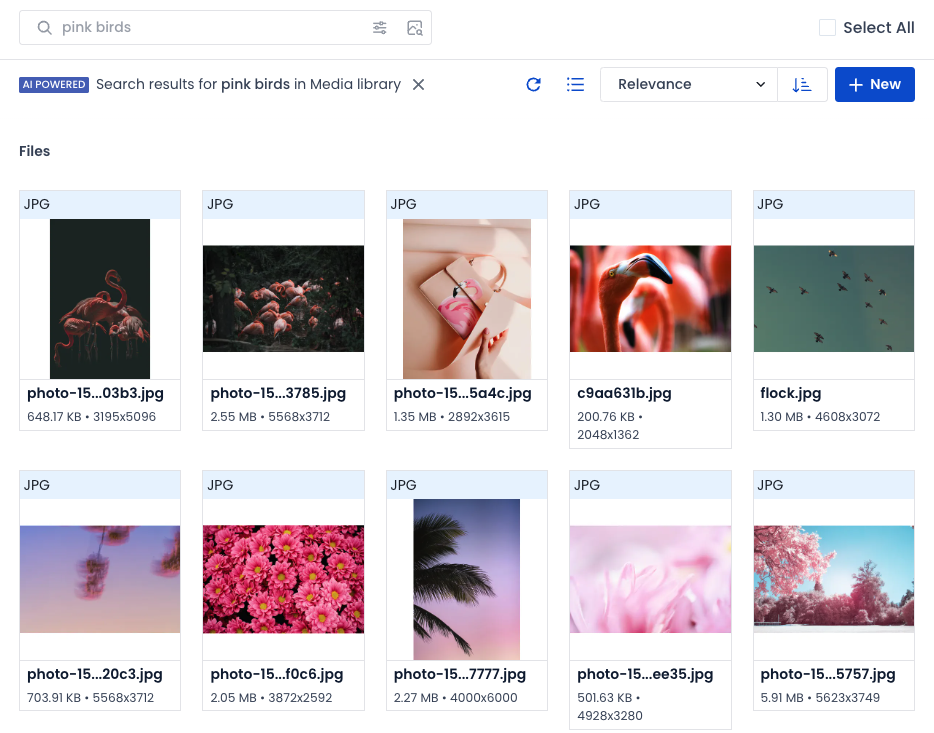 pink birds
Select All
AI POWERED Search results for pink birds in Media library
Relevance
New
Files
JPG JPG JPG JPG JPG
photo-15...03b3.jpg photo-15...3785.jpg photo-15...5a4c.jpg c9aa631b.jpg flock.jpg
648.17 KB • 3195x5096 2.55 MB • 5568x3712 1.35 MB • 2892x3615 200.76 KB • 1.30 MB • 4608x3072
2048x1362
JPG JPG JPG JPG JPG
photo-15...20c3.jpg photo-15...f0c6.jpg photo-15...7777.jpg photo-15...ee35.jpg photo-15...5757.jpg
703.91 KB • 5568x3712 2.05 MB • 3872x2592 2.27 MB • 4000x6000 501.63 KB • 5.91 MB • 5623x3749
4928x3280